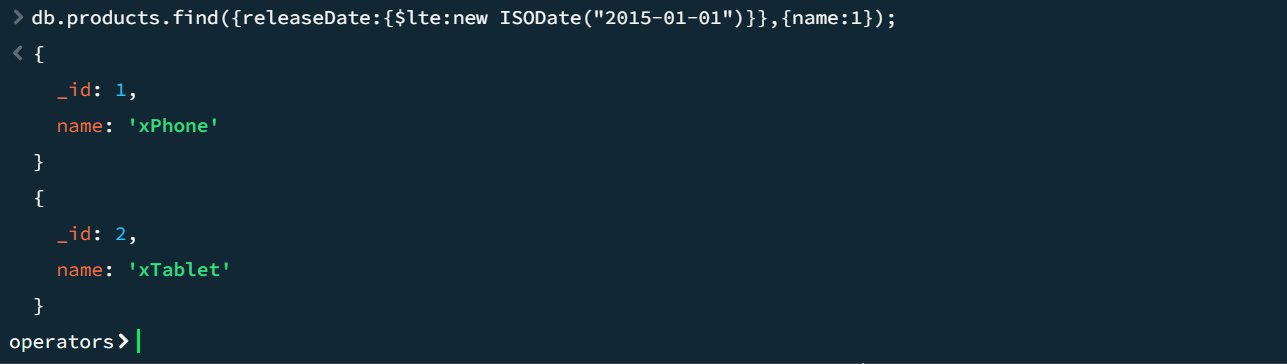 > db.products.find({releaseDate:{$lte:new ISODate("2015-01-01")}},{name:1});
< {
_id: 1,
name: 'xPhone'
}
{
_id: 2,
name: 'xTablet'
}
operators>